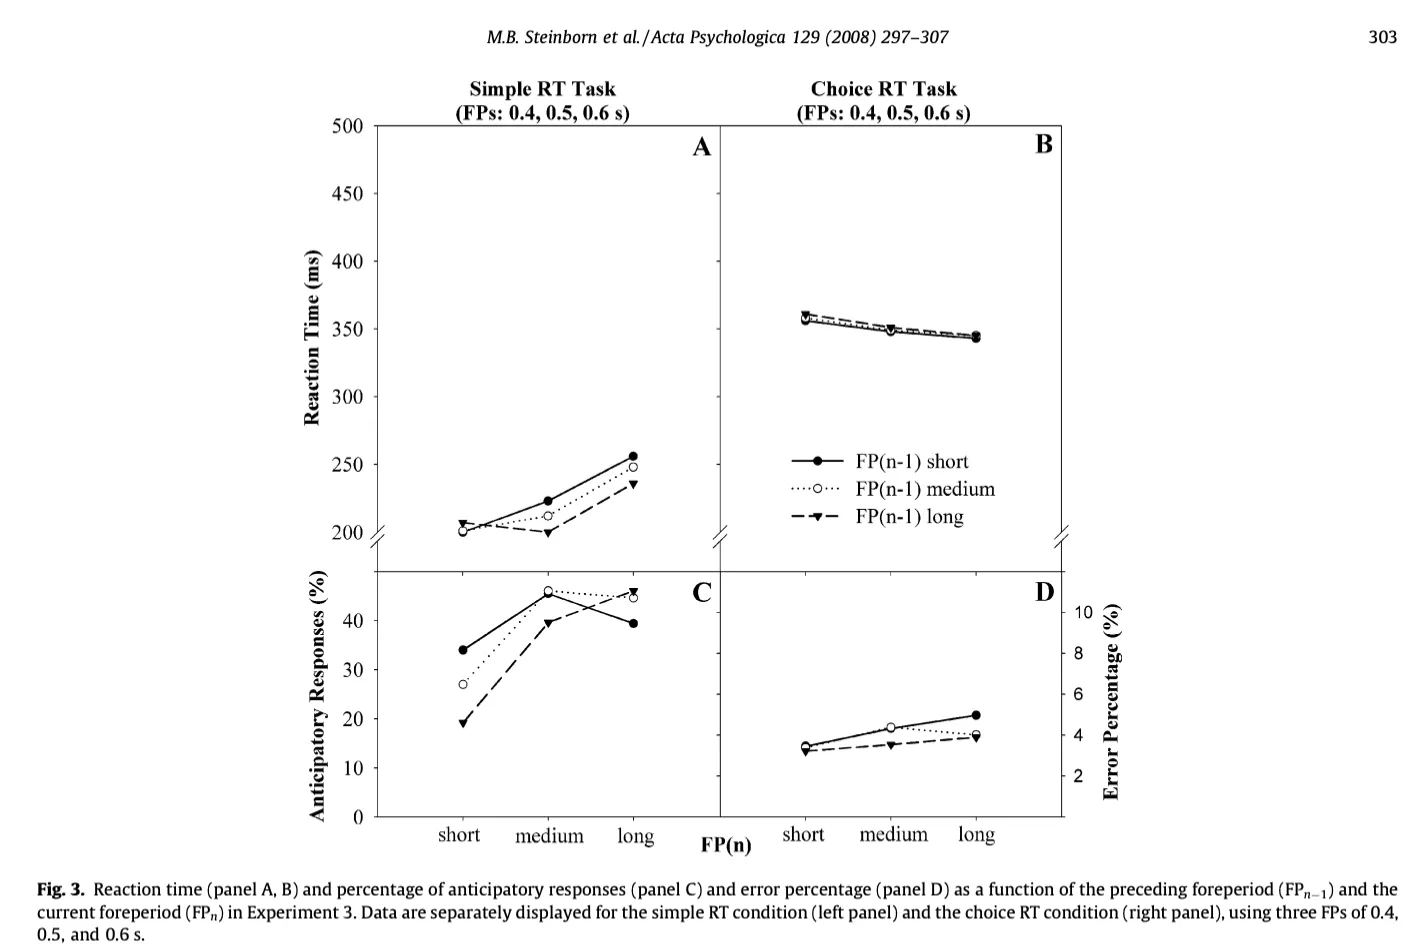 M.B. Steinborn et al. / Acta Psychologica 129 (2008) 297–307
303
Simple RT Task
(FPs: 0.4, 0.5, 0.6 s)
Choice RT Task
(FPs: 0.4, 0.5, 0.6 s)
A
B
500
450
400
350
300
250
200
Reaction Time (ms)
FP(n-1) short
FP(n-1) medium
FP(n-1) long
C
D
40
30
20
10
0
Anticipatory Responses (%)
10
8
6
4
2
Error Percentage (%)
short
medium
long
FP(n)
short
medium
long
Fig. 3. Reaction time (panel A, B) and percentage of anticipatory responses (panel C) and error percentage (panel D) as a function of the preceding foreperiod (FPn−1) and the
current foreperiod (FPn) in Experiment 3. Data are separately displayed for the simple RT condition (left panel) and the choice RT condition (right panel), using three FPs of 0.4,
0.5, and 0.6 s.